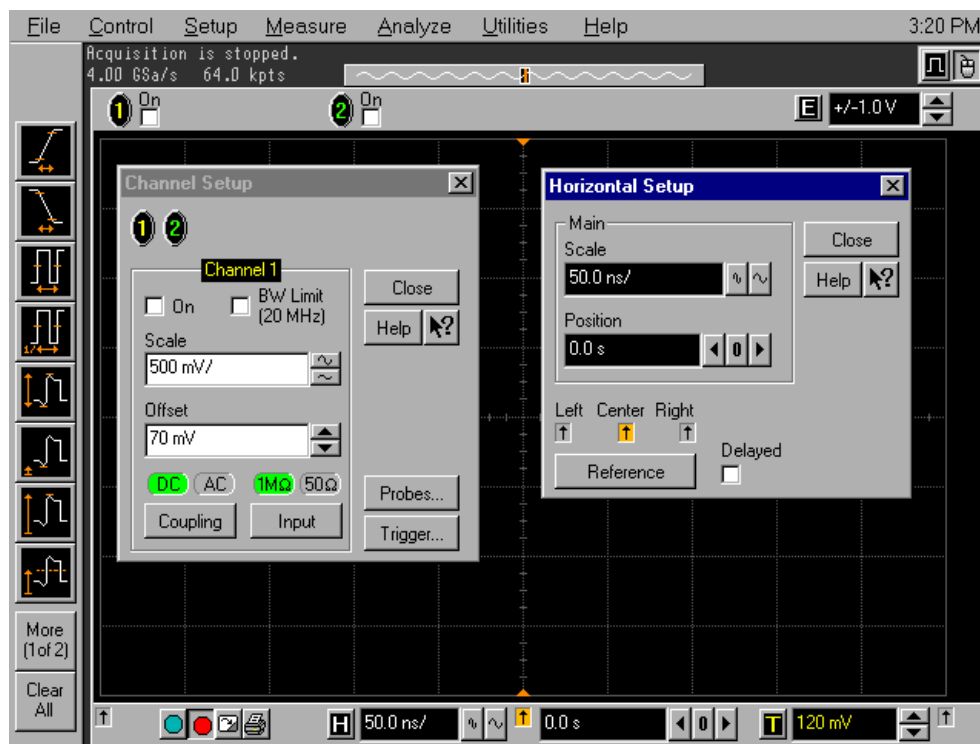 File Control Setup Measure Analyze Utilities Help 3:20 PM
Acquisition is stopped.
4.00 GSa/s 64.0 kpts
1 On 2 On E +/-1.0 V
Channel Setup
1 2
Channel 1
On BW Limit
(20 MHz)
Scale
500 mV/
Offset
70 mV
DC AC 1MΩ 50Ω
Coupling Input
Close
Help ?
Probes...
Trigger...
Horizontal Setup
Main
Scale
50.0 ns/
Position
0.0 s
0
Close
Help ?
Left Center Right
Reference
Delayed
1/
More
(1 of 2)
Clear
All
H 50.0 ns/ 0.0 s 0 T 120 mV